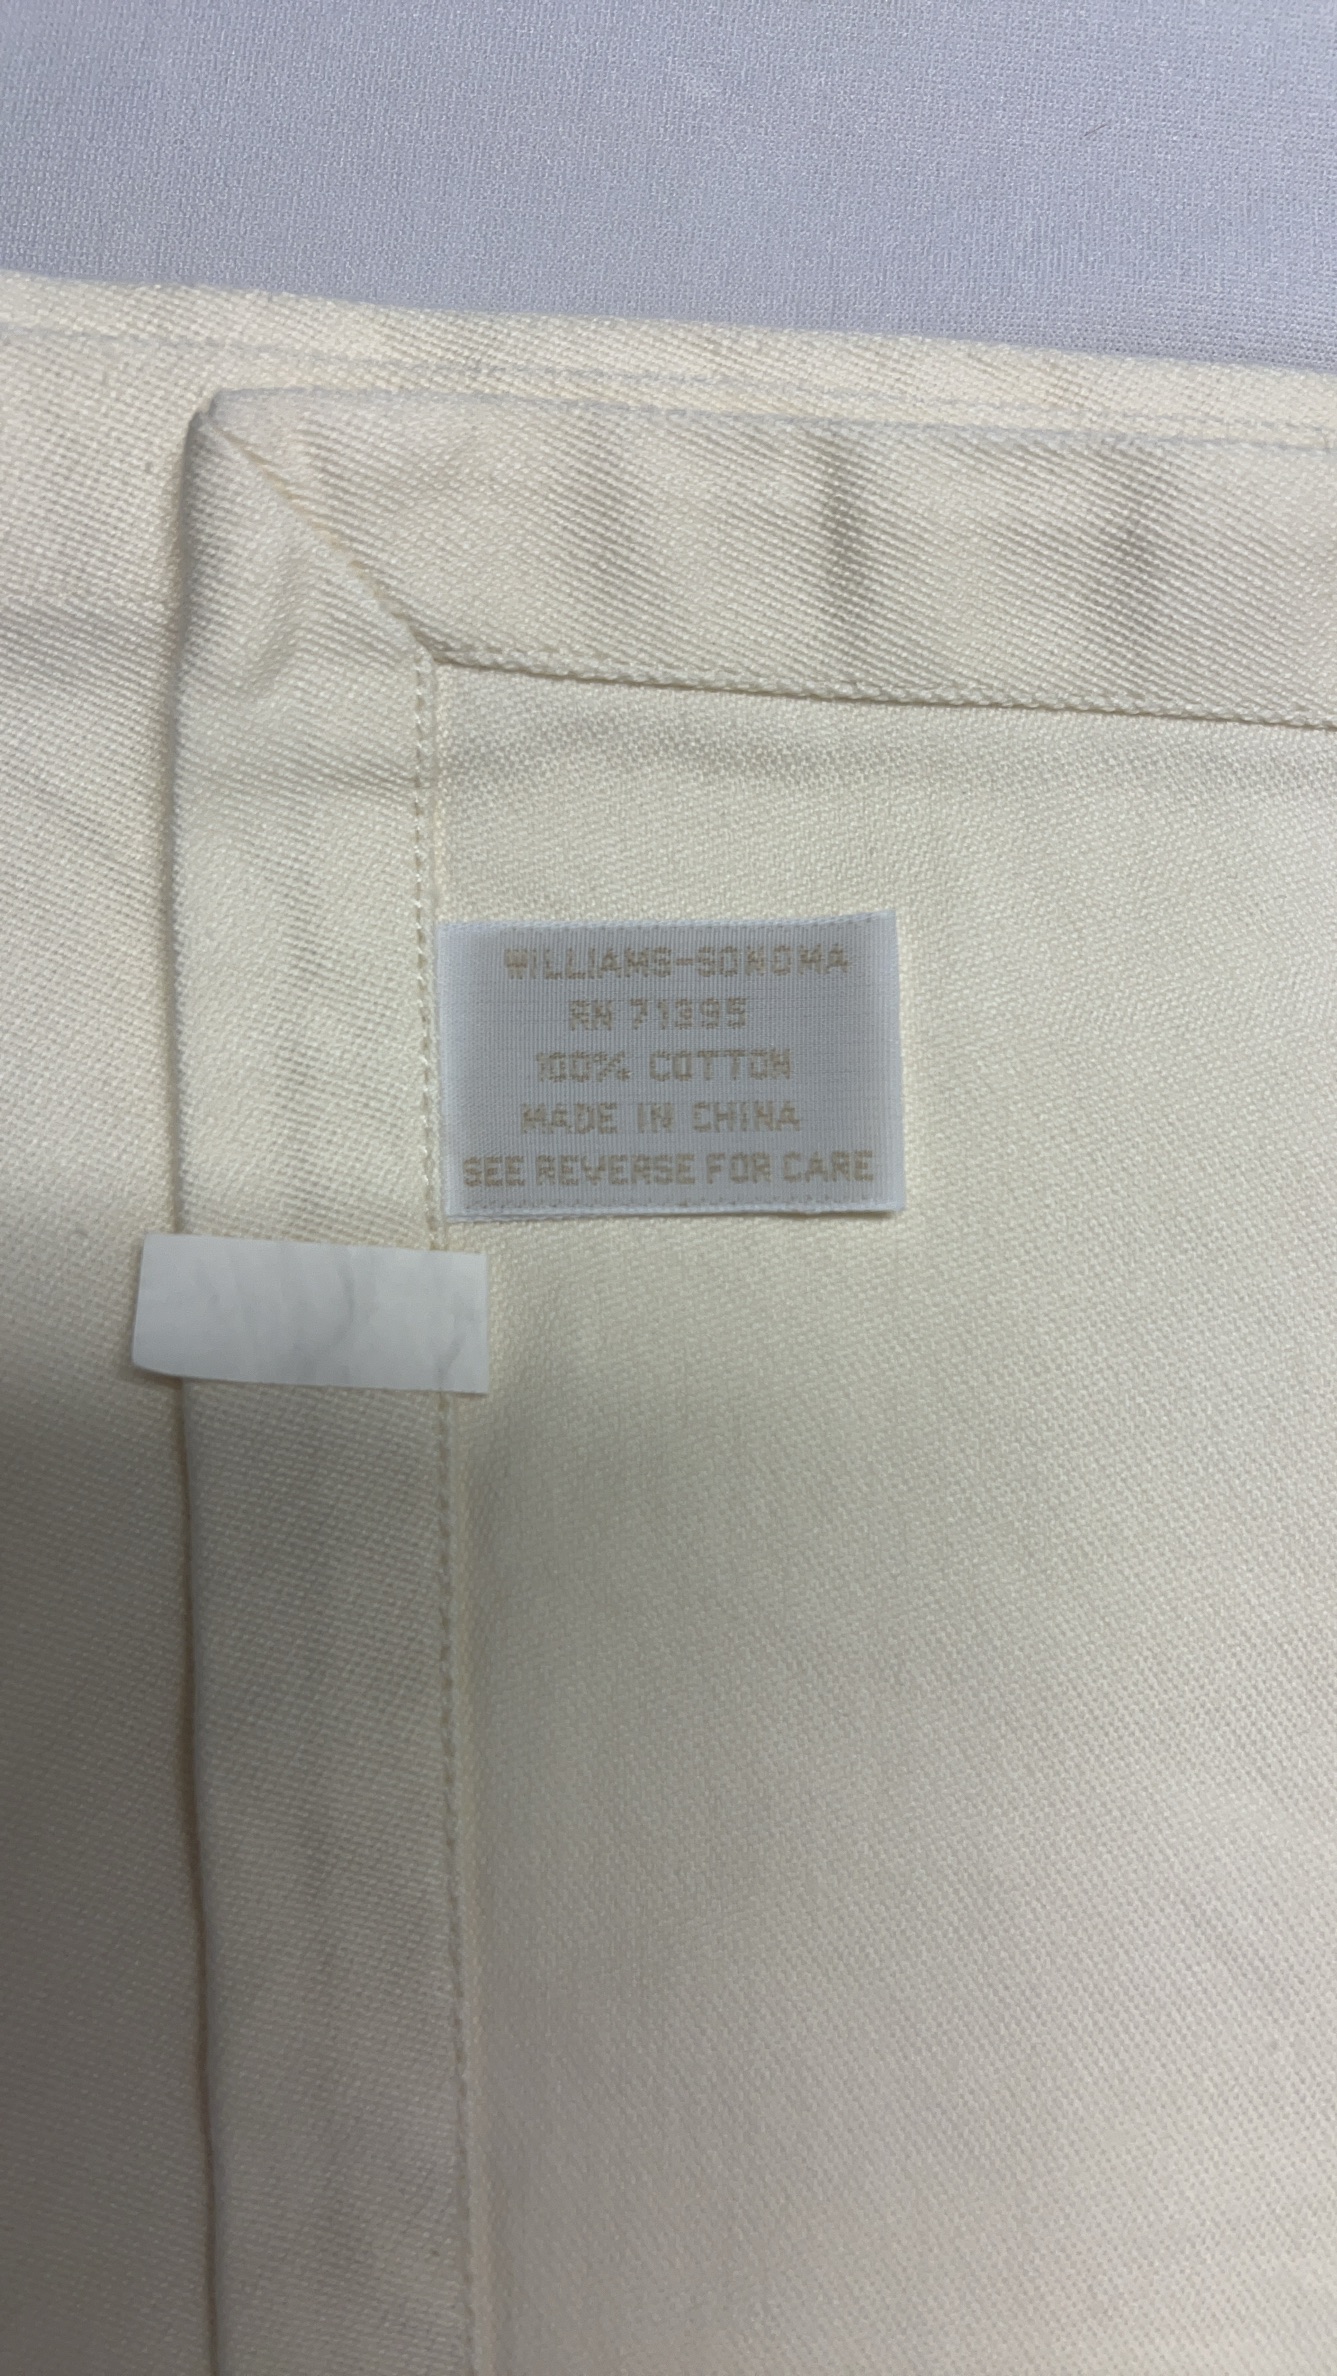 WILLIAMS-SONOMA
RN 71395
100% COTTON
MADE IN CHINA
SEE REVERSE FOR CARE